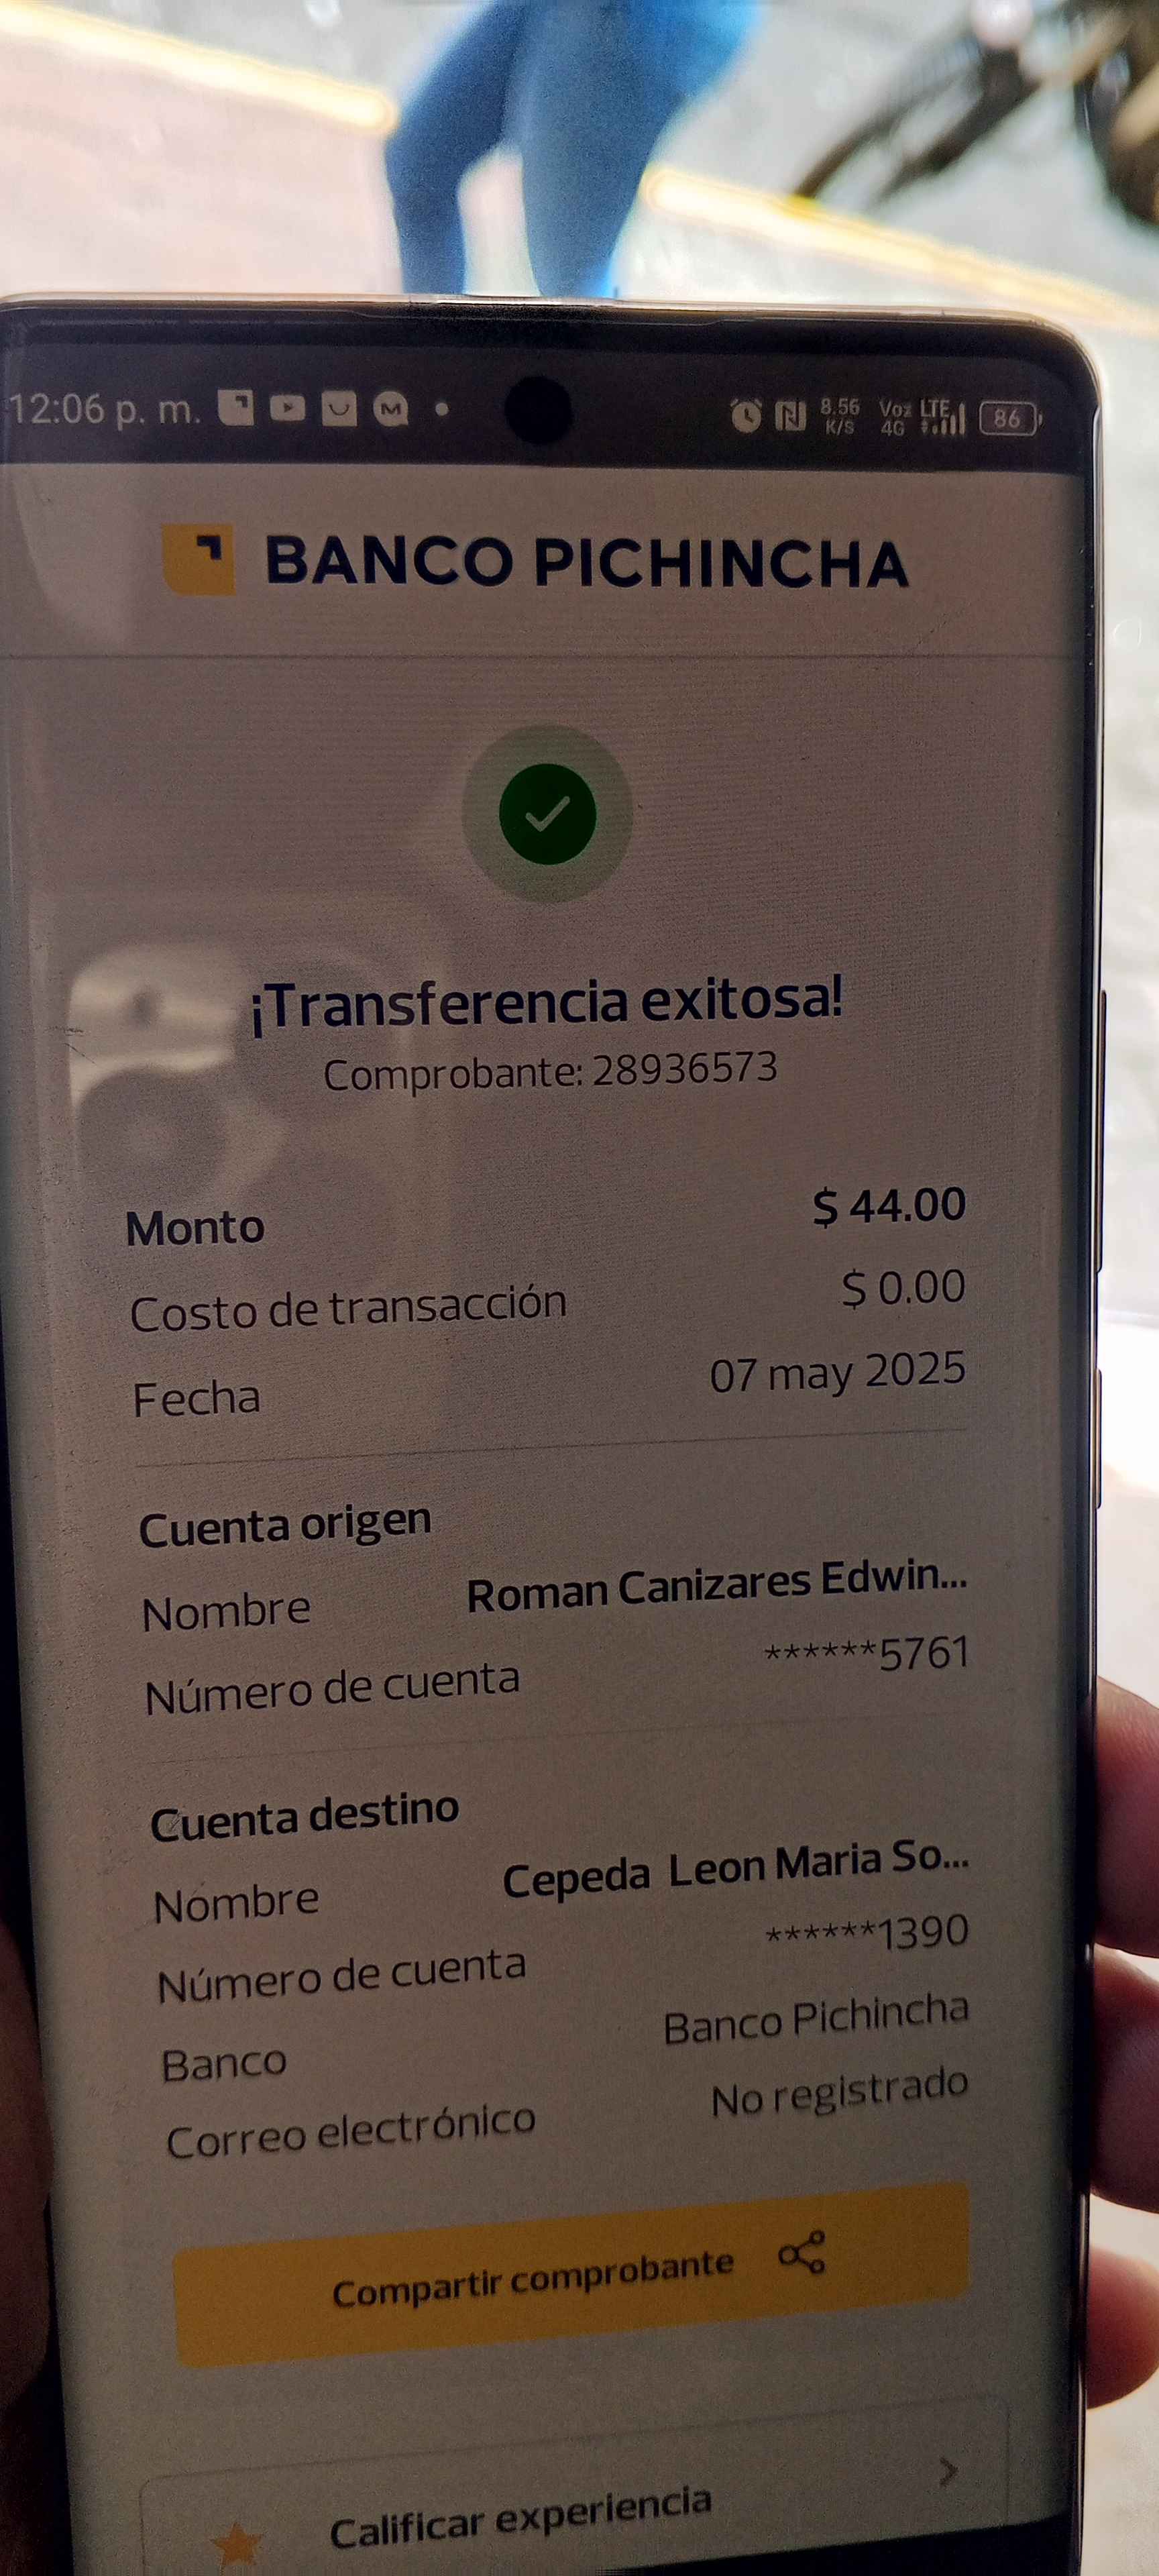 12:06 p. m. 8.56 K/S Voz 4G LTE 86
BANCO PICHINCHA
¡Transferencia exitosa!
Comprobante: 28936573
Monto $ 44.00
Costo de transacción $ 0.00
Fecha 07 may 2025
Cuenta origen
Nombre Roman Canizares Edwin...
Número de cuenta ******5761
Cuenta destino
Nombre Cepeda Leon Maria So...
Número de cuenta ******1390
Banco Banco Pichincha
Correo electrónico No registrado
Compartir comprobante
Calificar experiencia